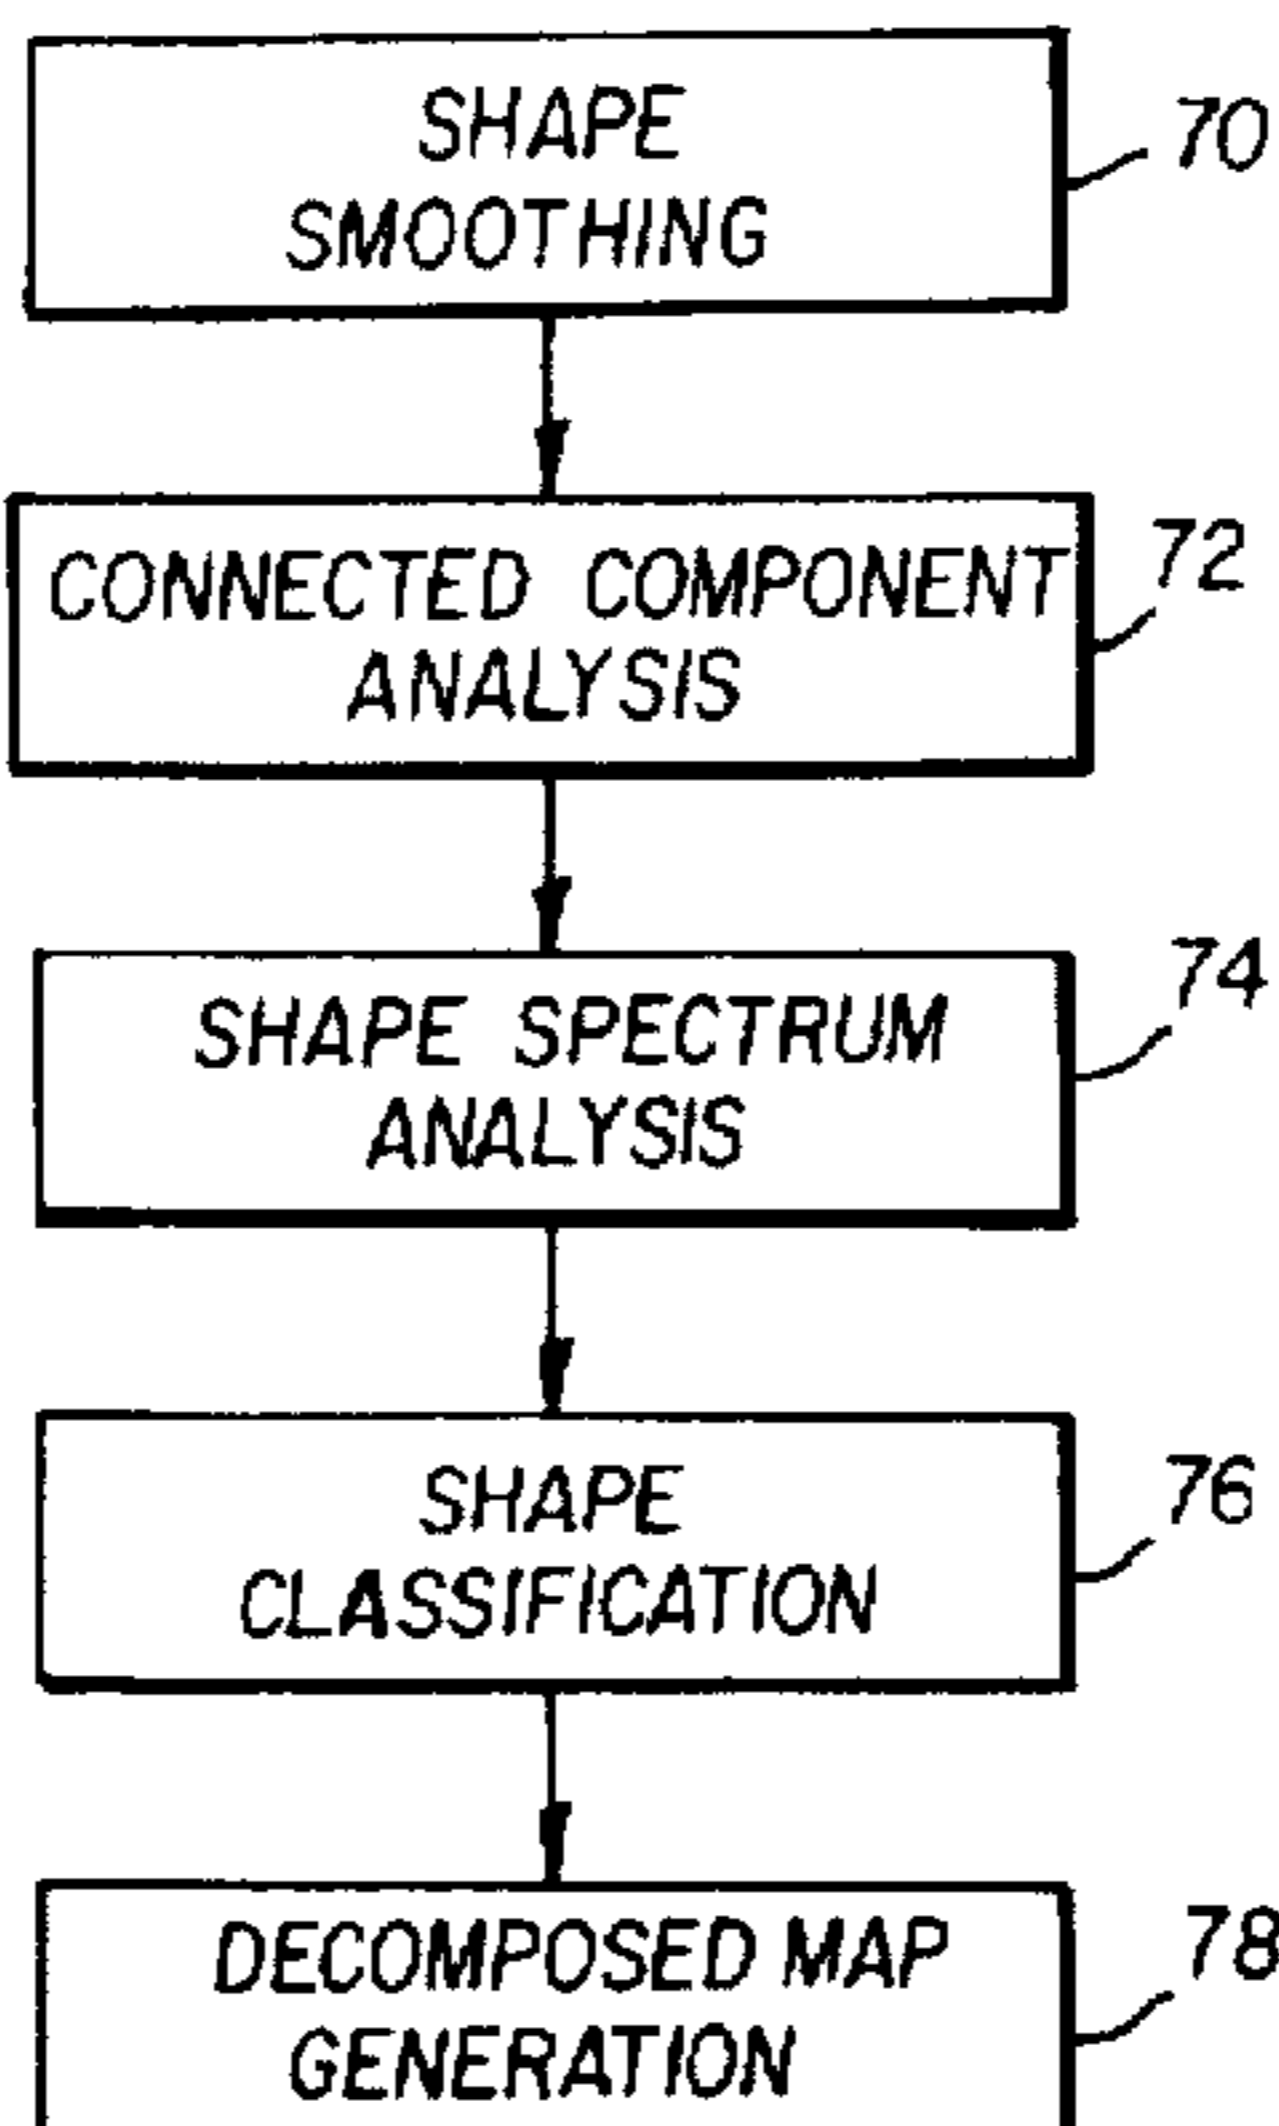 SHAPE
SMOOTHING
70
CONNECTED COMPONENT
ANALYSIS
72
SHAPE SPECTRUM
ANALYSIS
74
SHAPE
CLASSIFICATION
76
DECOMPOSED MAP
GENERATION
78